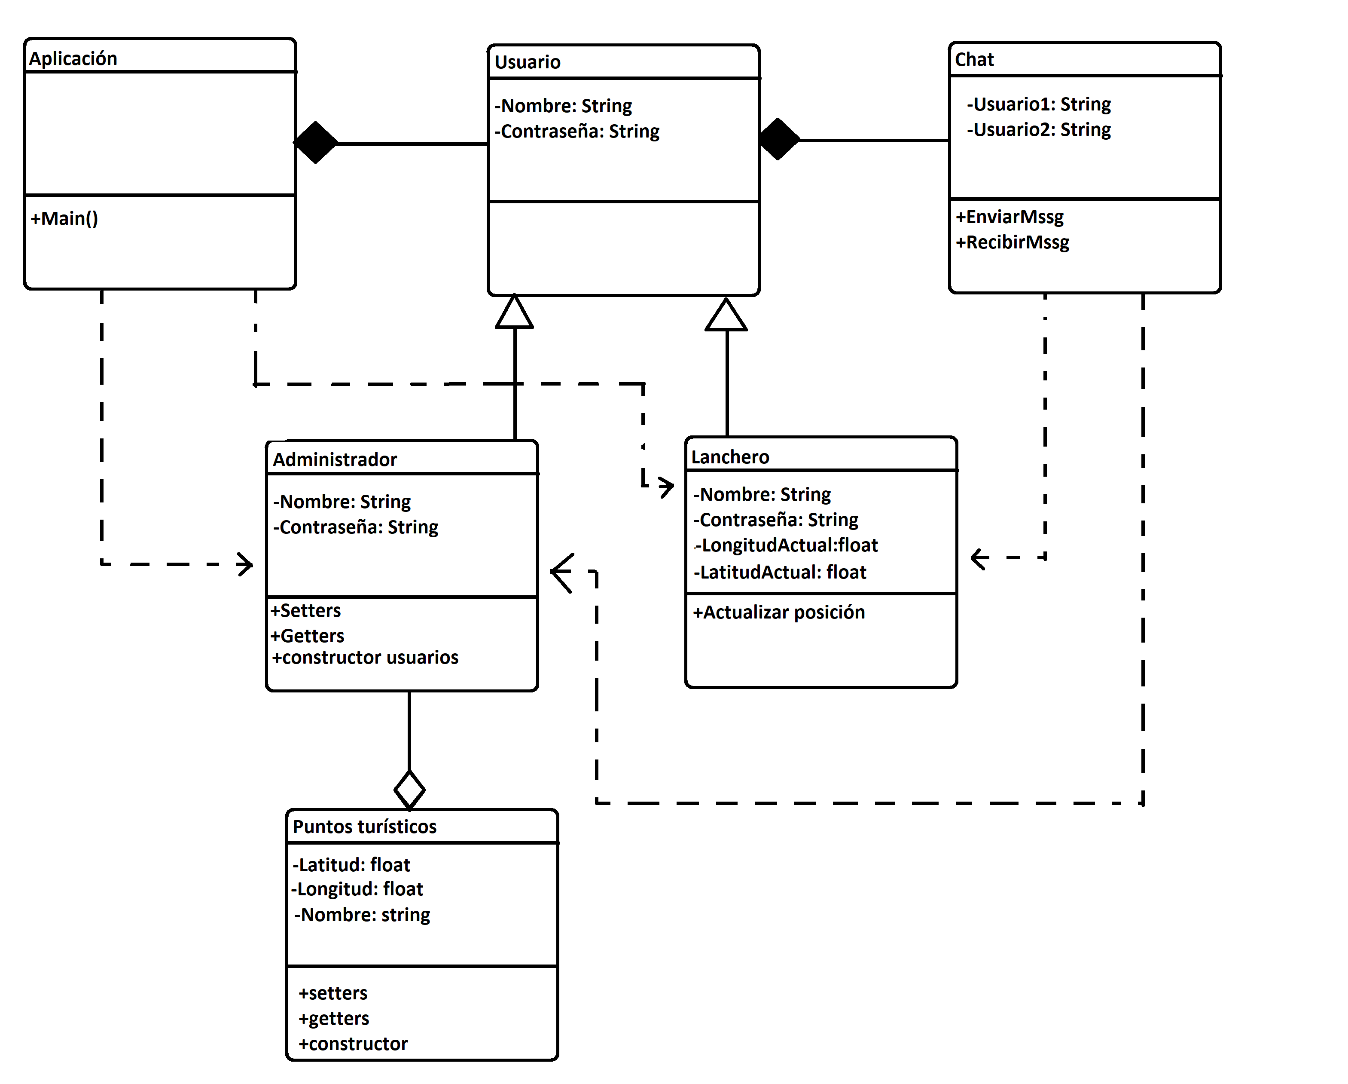 Aplicación
+Main()
Usuario
-Nombre: String
-Contraseña: String
Chat
-Usuario1: String
-Usuario2: String
+EnviarMssg
+RecibirMssg
Administrador
-Nombre: String
-Contraseña: String
+Setters
+Getters
+constructor usuarios
Lanchero
-Nombre: String
-Contraseña: String
-LongitudActual:float
-LatitudActual: float
+Actualizar posición
Puntos turísticos
-Latitud: float
-Longitud: float
-Nombre: string
+setters
+getters
+constructor